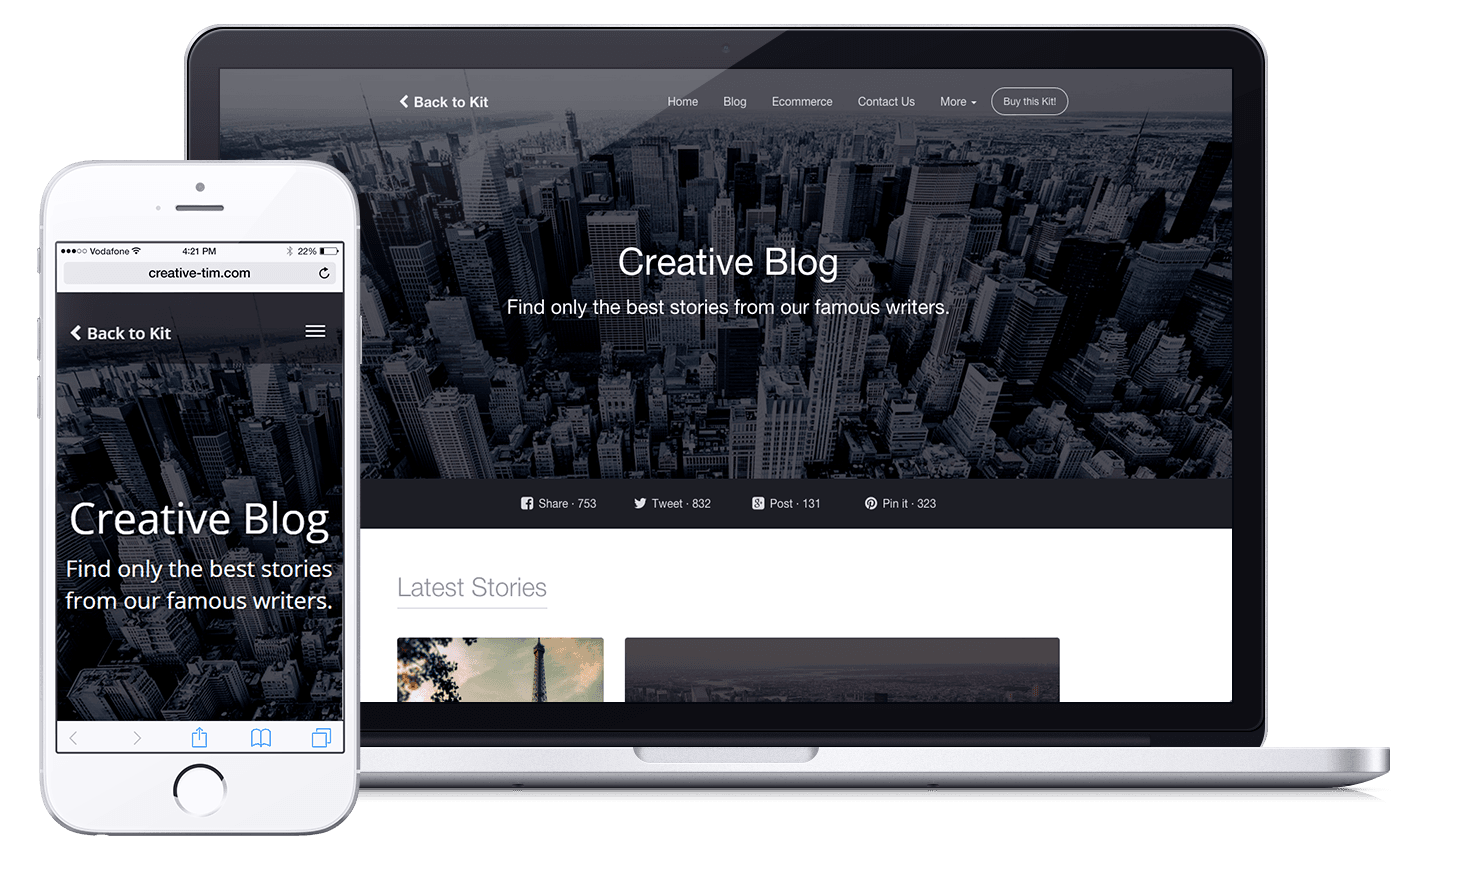 Back to Kit
Home Blog Ecommerce Contact Us More Buy this Kit!
Creative Blog
Find only the best stories from our famous writers.
Share · 753 Tweet · 832 Post · 131 Pin it · 323
Latest Stories
Vodafone 4:21 PM 22%
creative-tim.com
Back to Kit
Creative Blog
Find only the best stories
from our famous writers.